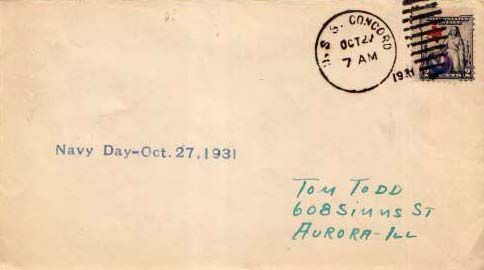 U.S.S. CONCORD
OCT 27
7 AM
1931
Navy Day-Oct. 27, 1931
TOM TODD
608 SIMMS ST
AURORA-ILL